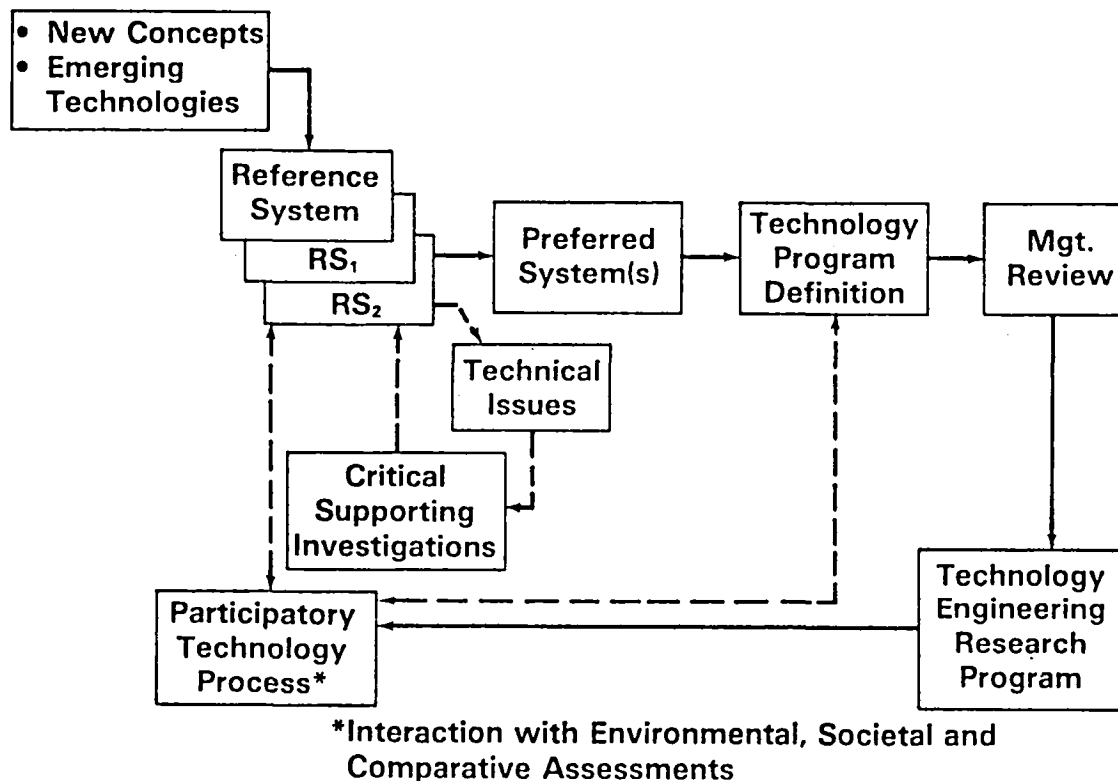 • New Concepts
• Emerging
Technologies
Reference
System
RS₁
RS₂
Preferred
System(s)
Technology
Program
Definition
Mgt.
Review
Technical
Issues
Critical
Supporting
Investigations
Participatory
Technology
Process*
Technology
Engineering
Research
Program
*Interaction with Environmental, Societal and
Comparative Assessments